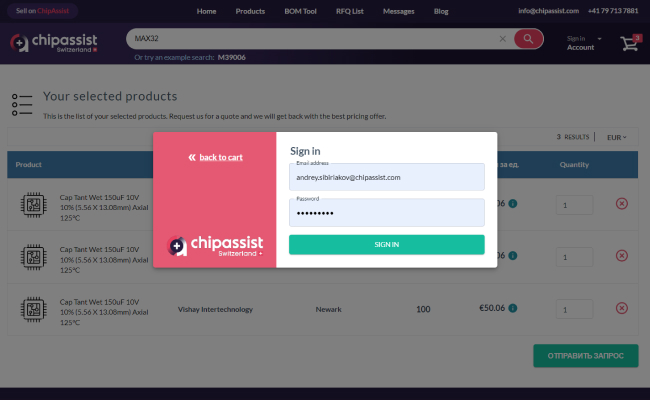 Sell on ChipAssist
Home Products BOM Tool RFQ List Messages Blog
info@chipassist.com +41 79 713 7881
chipassist
Switzerland
MAX32
Or try an example search: M39006
Sign in
Account
3
Your selected products
This is the list of your selected products. Request us for a quote and we will get back with the best pricing offer.
3 RESULTS
EUR
Product
за ед.
Quantity
back to cart
chipassist
Switzerland
Sign in
Email address
andrey.sibiriakov@chipassist.com
Password
SIGN IN
Cap Tant Wet 150uF 10V
10% (5.56 X 13.08mm) Axial
125°C
.06
1
Cap Tant Wet 150uF 10V
10% (5.56 X 13.08mm) Axial
125°C
06
1
Cap Tant Wet 150uF 10V
10% (5.56 X 13.08mm) Axial
125°C
Vishay Intertechnology
Newark
100
€50.06
1
ОТПРАВИТЬ ЗАПРОС